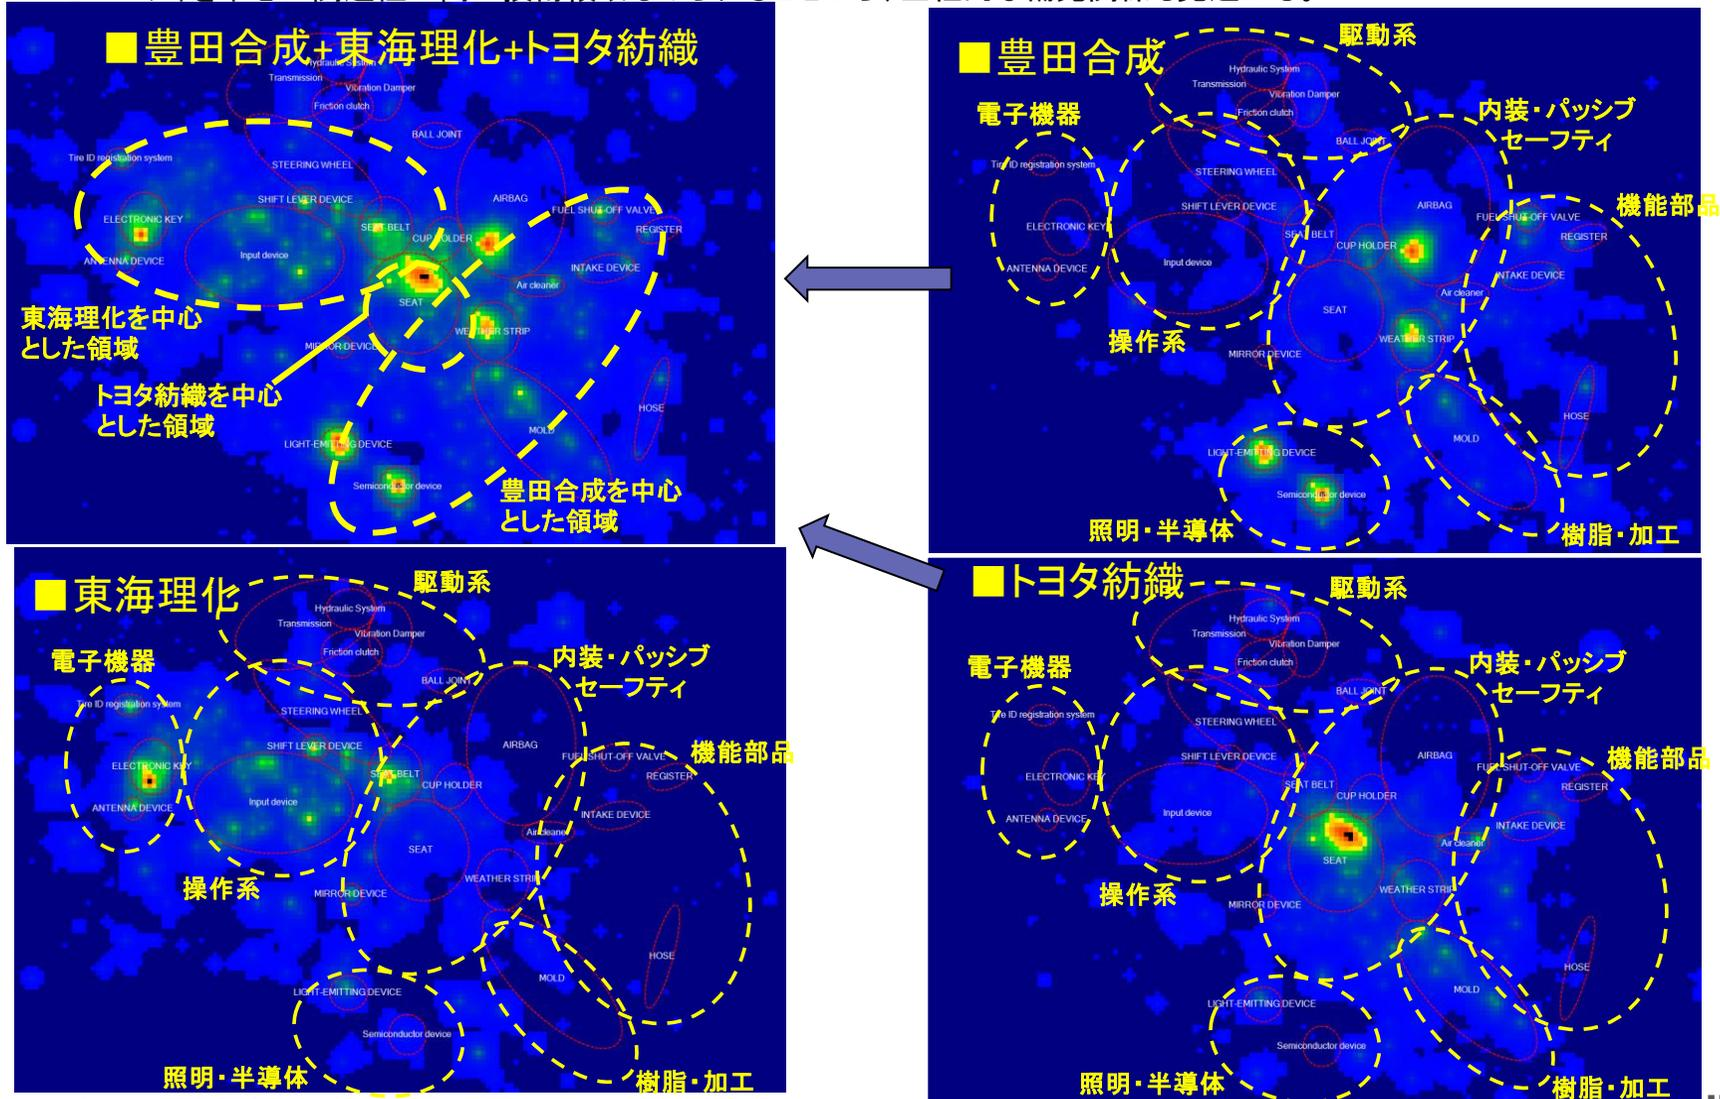 ■豊田合成+東海理化+トヨタ紡織
Hydraulic System
Transmission
Vibration Damper
Friction clutch
BALL JOINT
Tire ID registration system
STEERING WHEEL
SHIFT LEVER DEVICE
AIRBAG
ELECTRONIC KEY
SEAT BELT
FUEL SHUT-OFF VALVE
CUP HOLDER
REGISTER
ANTENNA DEVICE
Input device
INTAKE DEVICE
Air cleaner
SEAT
東海理化を中心
とした領域
WEATHER STRIP
MIRROR DEVICE
トヨタ紡織を中心
とした領域
HOSE
MOLD
LIGHT-EMITTING DEVICE
Semiconductor device
豊田合成を中心
とした領域
■豊田合成
駆動系
Hydraulic System
Transmission
Vibration Damper
Friction clutch
電子機器
内装・パッシブ
セーフティ
BALL JOINT
Tire ID registration system
STEERING WHEEL
SHIFT LEVER DEVICE
AIRBAG
機能部品
FUEL SHUT-OFF VALVE
ELECTRONIC KEY
SEAT BELT
REGISTER
CUP HOLDER
ANTENNA DEVICE
Input device
INTAKE DEVICE
Air cleaner
SEAT
操作系
WEATHER STRIP
MIRROR DEVICE
HOSE
MOLD
LIGHT-EMITTING DEVICE
Semiconductor device
照明・半導体
樹脂・加工
■東海理化
駆動系
Hydraulic System
Transmission
Vibration Damper
Friction clutch
電子機器
内装・パッシブ
セーフティ
BALL JOINT
Tire ID registration system
STEERING WHEEL
SHIFT LEVER DEVICE
AIRBAG
機能部品
FUEL SHUT-OFF VALVE
ELECTRONIC KEY
SEAT BELT
REGISTER
CUP HOLDER
ANTENNA DEVICE
Input device
INTAKE DEVICE
Air cleaner
SEAT
操作系
WEATHER STRIP
MIRROR DEVICE
HOSE
MOLD
LIGHT-EMITTING DEVICE
Semiconductor device
照明・半導体
樹脂・加工
■トヨタ紡織
駆動系
Hydraulic System
Transmission
Vibration Damper
Friction clutch
電子機器
内装・パッシブ
セーフティ
BALL JOINT
Tire ID registration system
STEERING WHEEL
SHIFT LEVER DEVICE
AIRBAG
機能部品
FUEL SHUT-OFF VALVE
ELECTRONIC KEY
SEAT BELT
REGISTER
CUP HOLDER
ANTENNA DEVICE
Input device
INTAKE DEVICE
Air cleaner
SEAT
操作系
WEATHER STRIP
MIRROR DEVICE
HOSE
MOLD
LIGHT-EMITTING DEVICE
Semiconductor device
照明・半導体
樹脂・加工